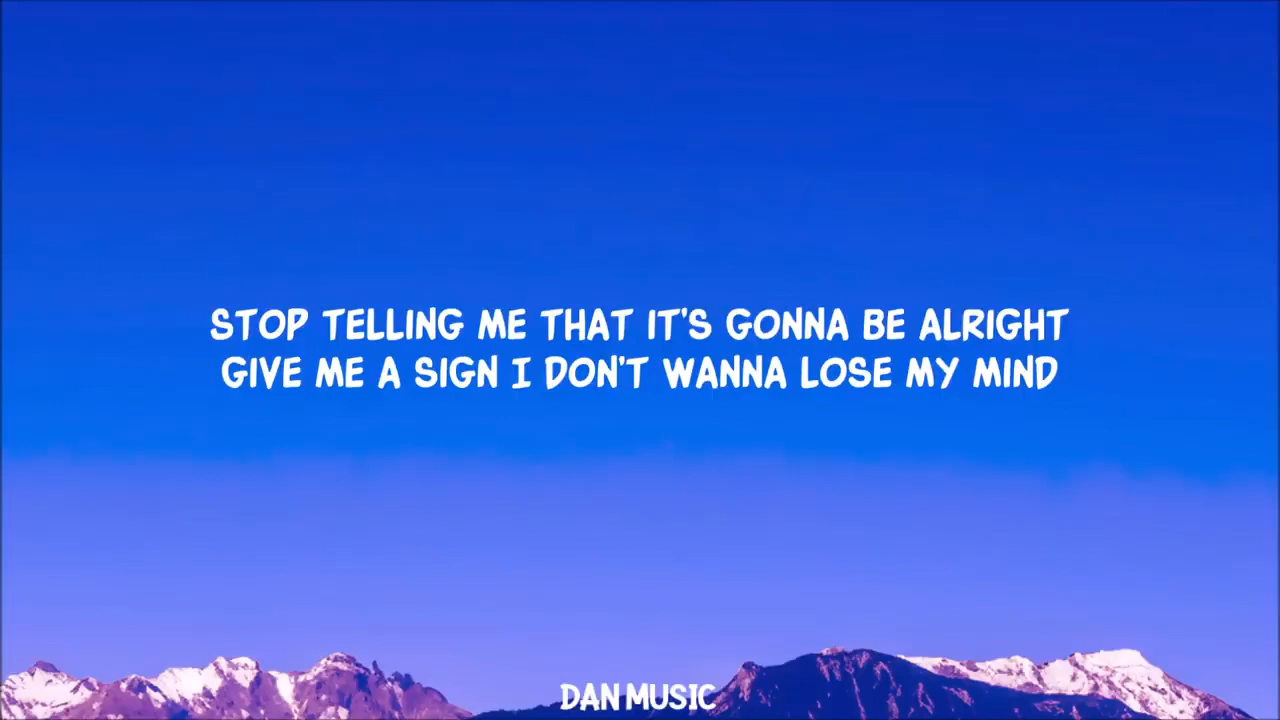 STOP TELLING ME THAT IT'S GONNA BE ALRIGHT
GIVE ME A SIGN I DON'T WANNA LOSE MY MIND
DAN MUSIC